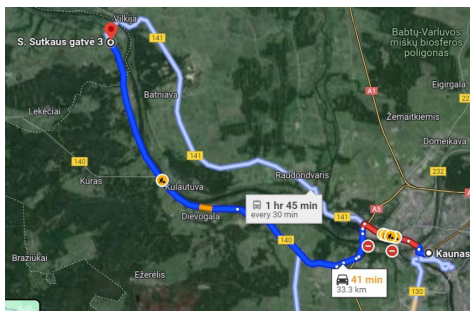 Vilkija
S. Sutkaus gatvė 3
141
Babtų-Varluvos
miškų biosferos
poligonas
A1
Eigirgala
Batniava
Lekėčiai
Žemaitkiemis
Domeikava
232
140
Kuras
Kulautuva
141
Raudondvaris
1 hr 45 min
every 30 min
141
A5
Dievogala
140
Kaunas
Braziukai
Ežerėlis
41 min
33.3 km
130